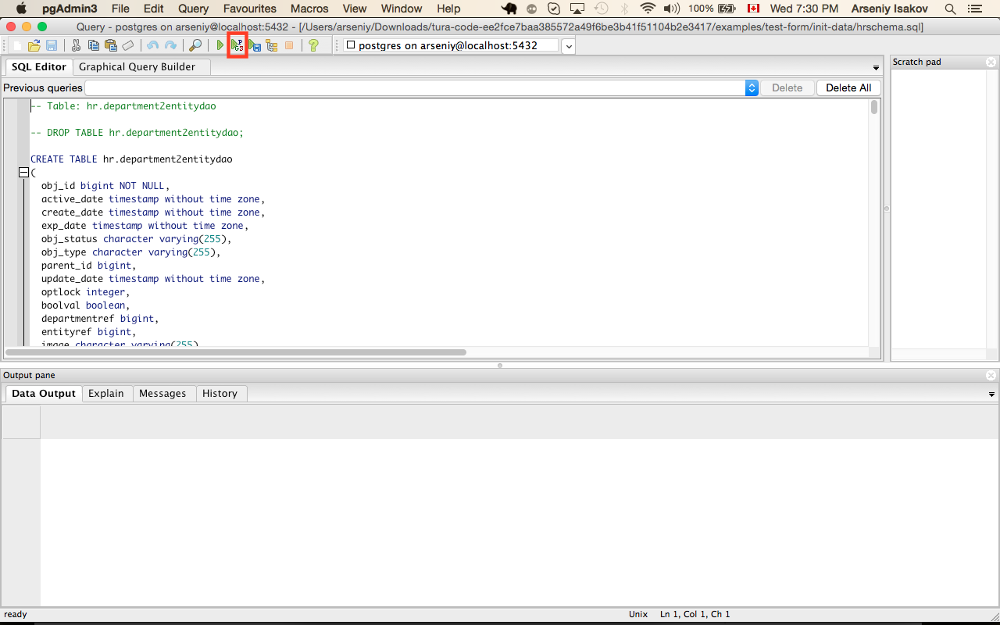 pgAdmin3 File Edit Query Favourites Macros View Window Help 100% Wed 7:30 PM Arseniy Isakov
Query - postgres on arseniy@localhost:5432 - [/Users/arseniy/Downloads/tura-code-ee2fce7baa385572a49f6be3b41f51104b2e3417/examples/test-form/init-data/hrschema.sql]
postgres on arseniy@localhost:5432
SQL Editor Graphical Query Builder
Scratch pad
Previous queries Delete Delete All
-- Table: hr.department2entitydao
-- DROP TABLE hr.department2entitydao;
CREATE TABLE hr.department2entitydao
(
obj_id bigint NOT NULL,
active_date timestamp without time zone,
create_date timestamp without time zone,
exp_date timestamp without time zone,
obj_status character varying(255),
obj_type character varying(255),
parent_id bigint,
update_date timestamp without time zone,
optlock integer,
boolval boolean,
departmentref bigint,
entityref bigint,
image character varying(255)
Output pane
Data Output Explain Messages History
ready Unix Ln 1, Col 1, Ch 1